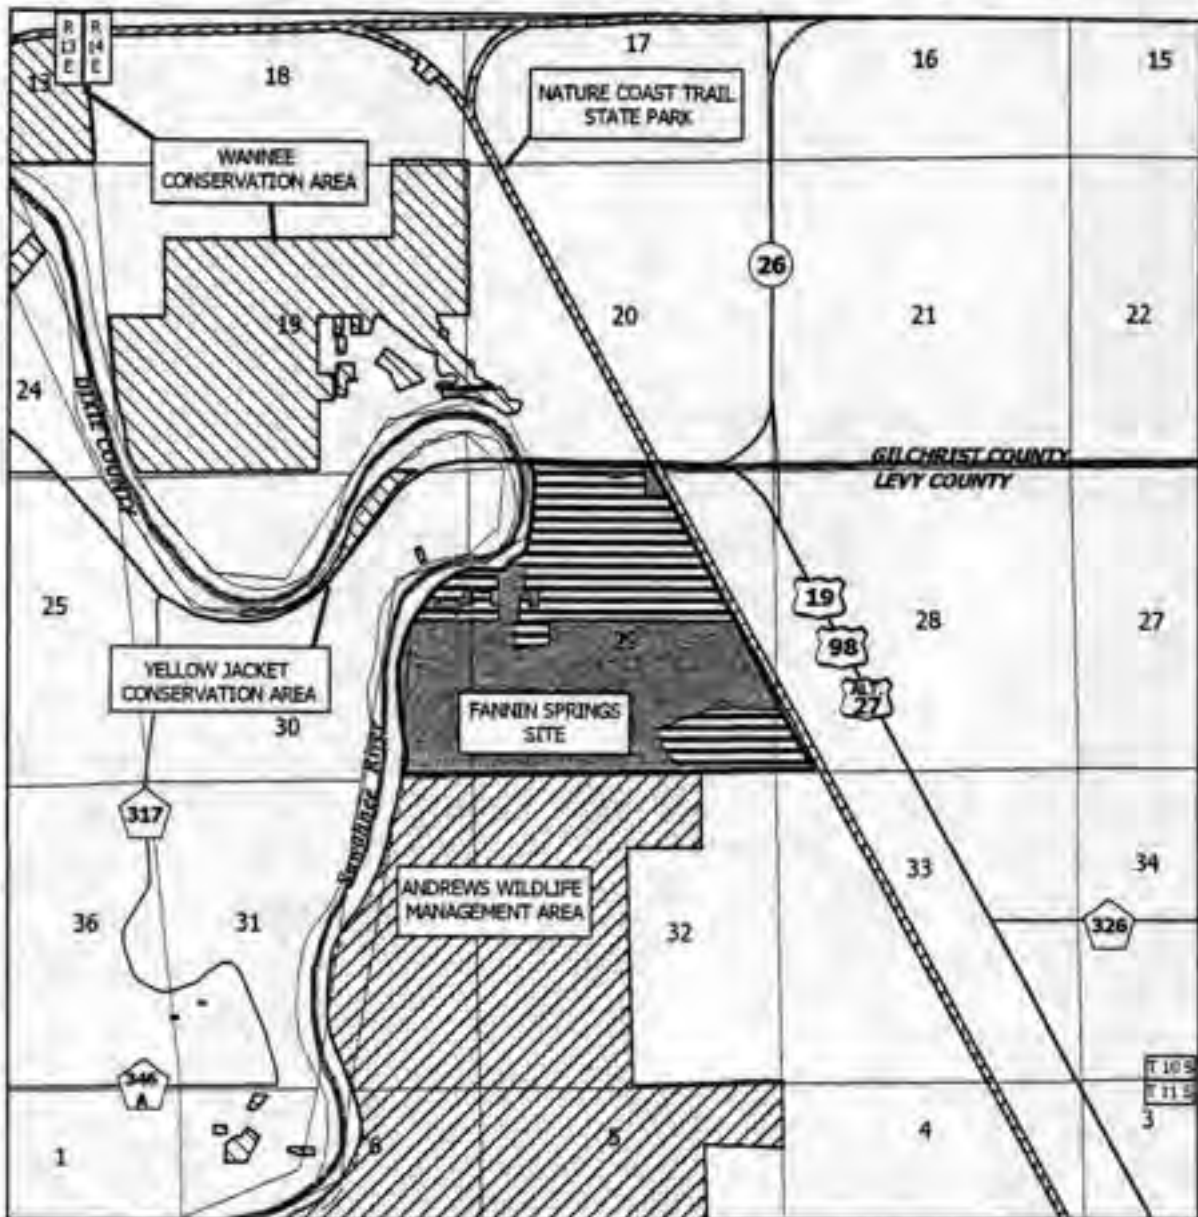 R
13
E
R
14
E
13
18
17
16
15
NATURE COAST TRAIL
STATE PARK
WANNEE
CONSERVATION AREA
26
19
20
21
22
24
DIXIE COUNTY
GILCHRIST COUNTY
LEVY COUNTY
25
19
98
ALT
27
28
27
29
YELLOW JACKET
CONSERVATION AREA
30
FANNIN SPRINGS
SITE
Suwannee River
317
33
34
ANDREWS WILDLIFE
MANAGEMENT AREA
36
31
32
326
346
A
T 10 S
T 11 S
1
6
5
4
3